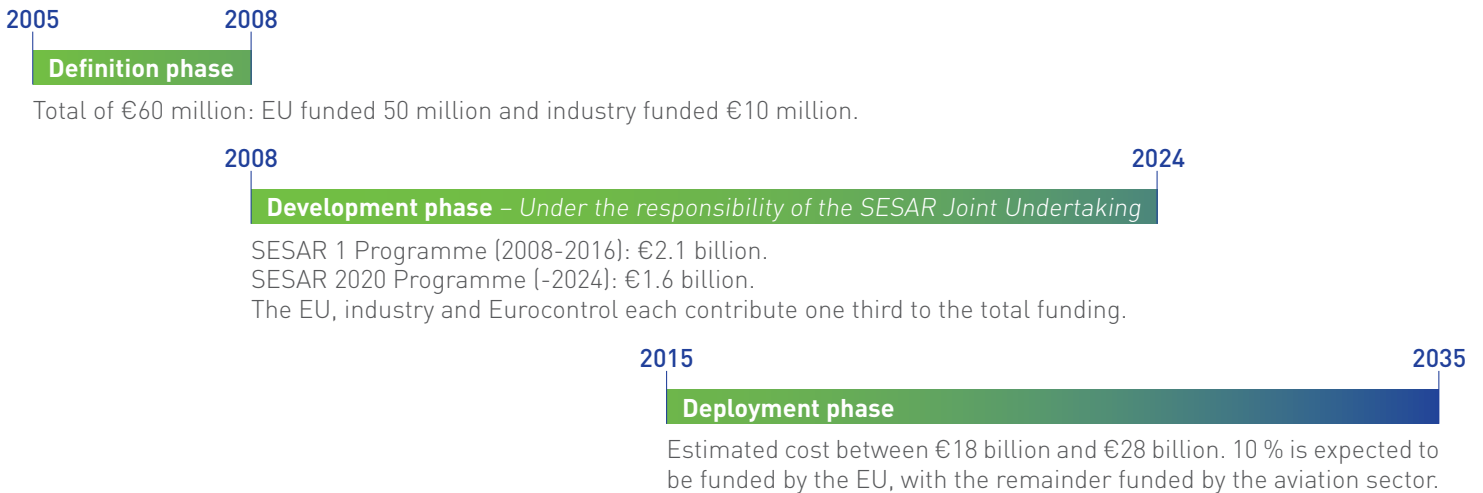 2005 2008
Definition phase
Total of €60 million: EU funded 50 million and industry funded €10 million.
2008 2024
Development phase – Under the responsibility of the SESAR Joint Undertaking
SESAR 1 Programme (2008-2016): €2.1 billion.
SESAR 2020 Programme (-2024): €1.6 billion.
The EU, industry and Eurocontrol each contribute one third to the total funding.
2015 2035
Deployment phase
Estimated cost between €18 billion and €28 billion. 10 % is expected to
be funded by the EU, with the remainder funded by the aviation sector.